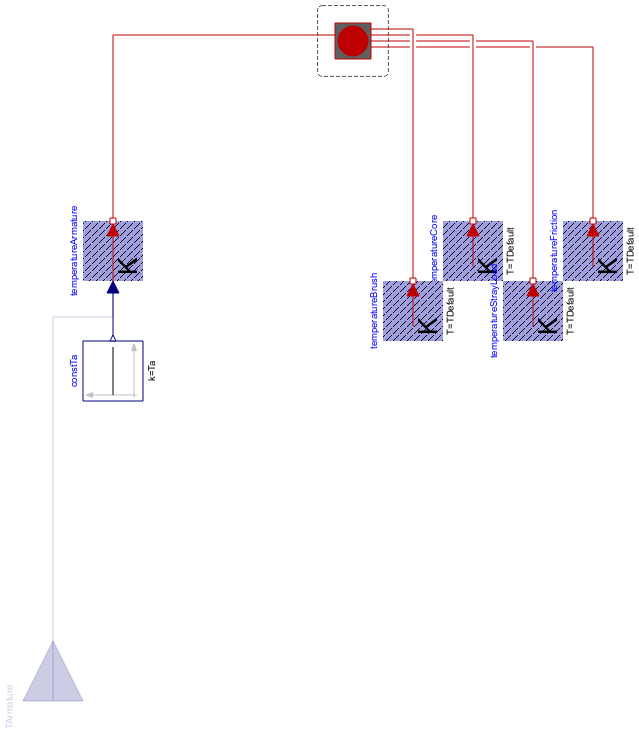 temperatureArmature
K
constTa
k=Ta
TArmature
temperatureBrush
K
T=TDefault
temperatureCore
K
T=TDefault
temperatureStrayLoad
K
T=TDefault
temperatureFriction
K
T=TDefault